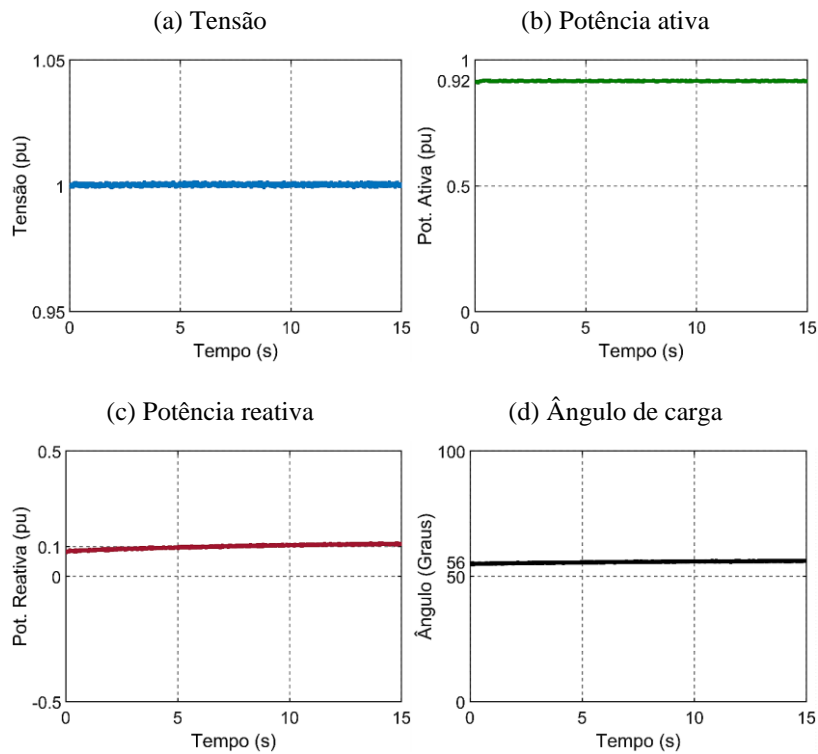 (a) Tensão
1.05
1
0.95
Tensão (pu)
0
5
10
15
Tempo (s)
(b) Potência ativa
1
0.92
0.5
0
Pot. Ativa (pu)
0
5
10
15
Tempo (s)
(c) Potência reativa
0.5
0.1
0
-0.5
Pot. Reativa (pu)
0
5
10
15
Tempo (s)
(d) Ângulo de carga
100
56
50
0
Ângulo (Graus)
0
5
10
15
Tempo (s)